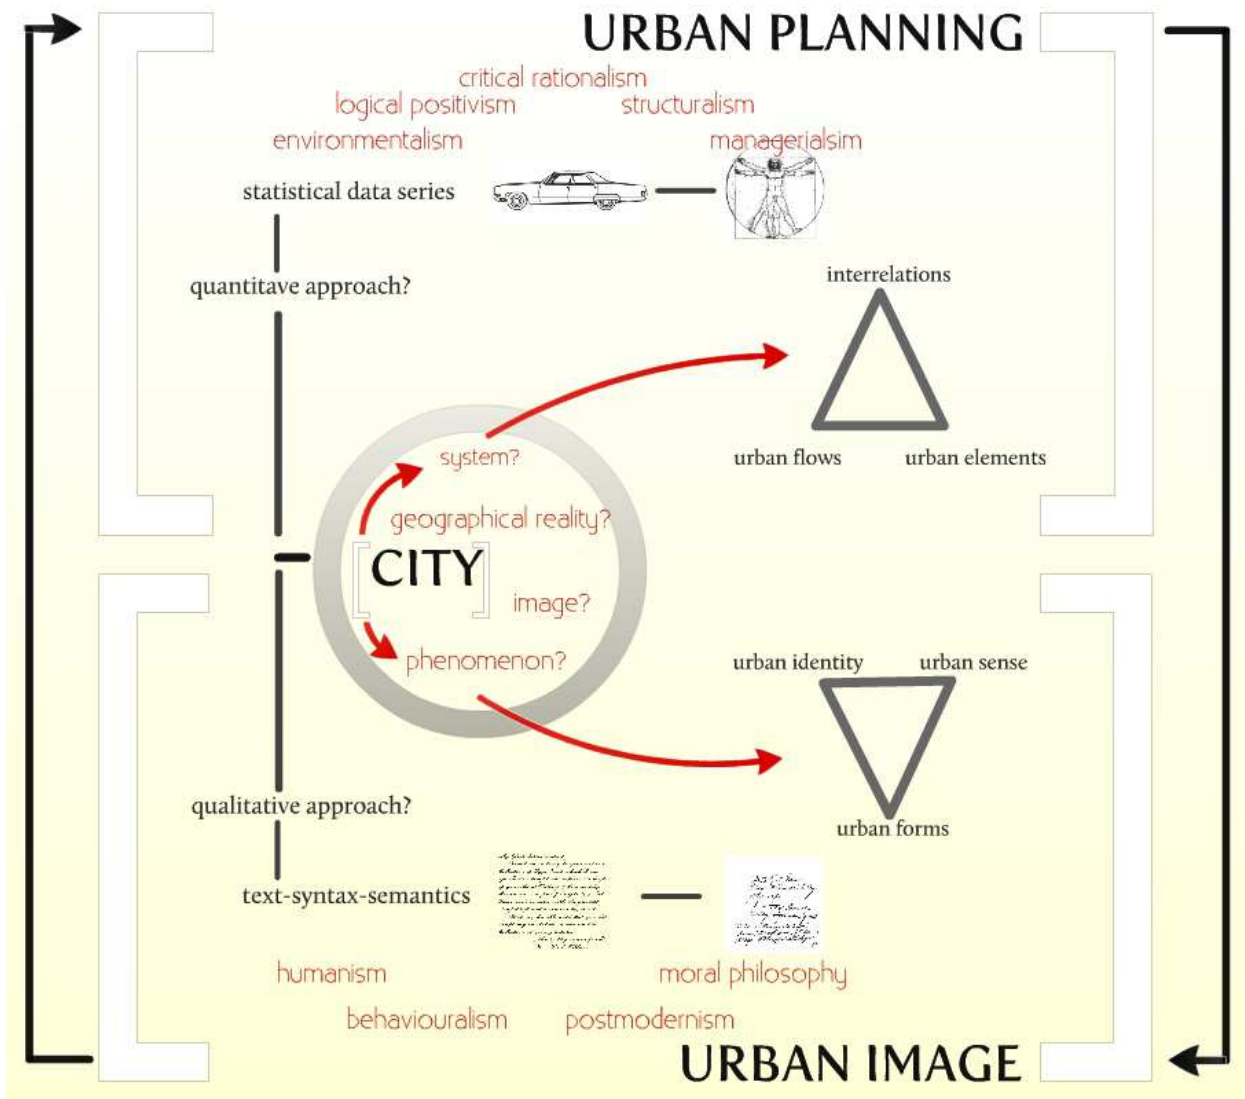 URBAN PLANNING
critical rationalism
logical positivism
structuralism
environmentalism
managerialsim
statistical data series
quantitave approach?
interrelations
urban flows
urban elements
system?
geographical reality?
[CITY]
image?
phenomenon?
urban identity
urban sense
qualitative approach?
urban forms
text-syntax-semantics
humanism
moral philosophy
behaviouralism
postmodernism
URBAN IMAGE